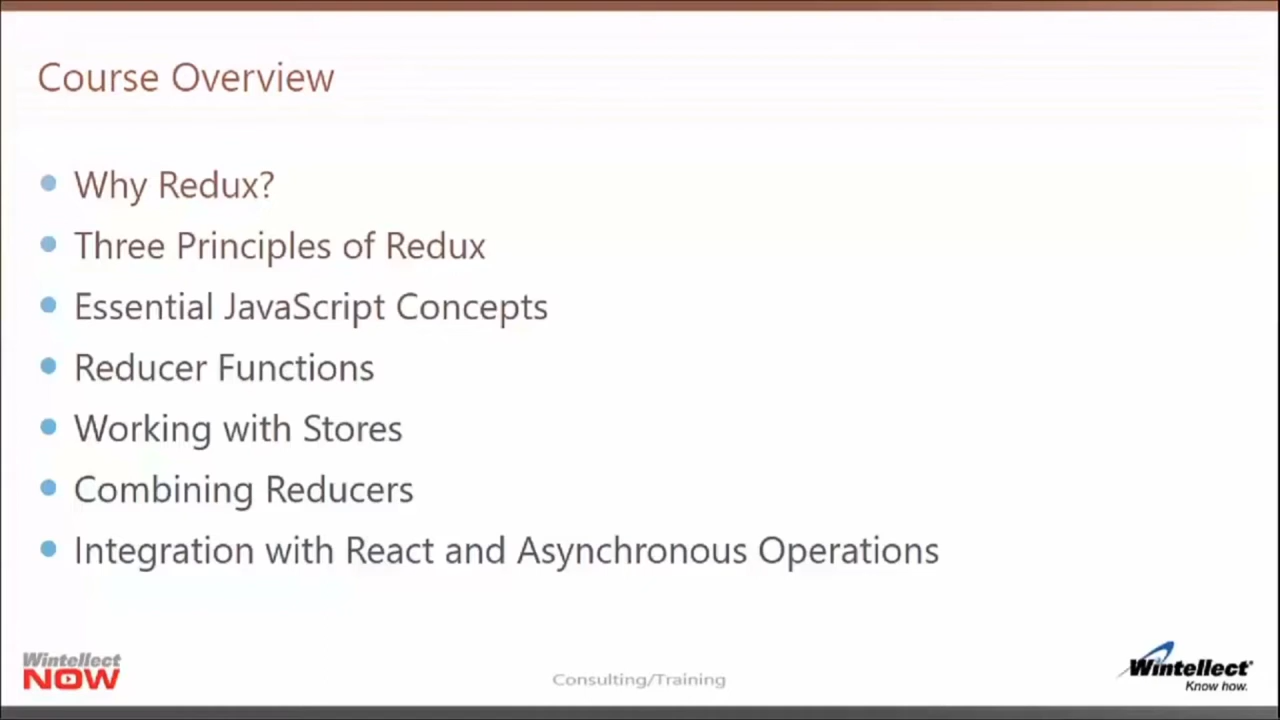 Course Overview
Why Redux?
Three Principles of Redux
Essential JavaScript Concepts
Reducer Functions
Working with Stores
Combining Reducers
Integration with React and Asynchronous Operations
Wintellect
NOW
Consulting/Training
Wintellect
Know how.